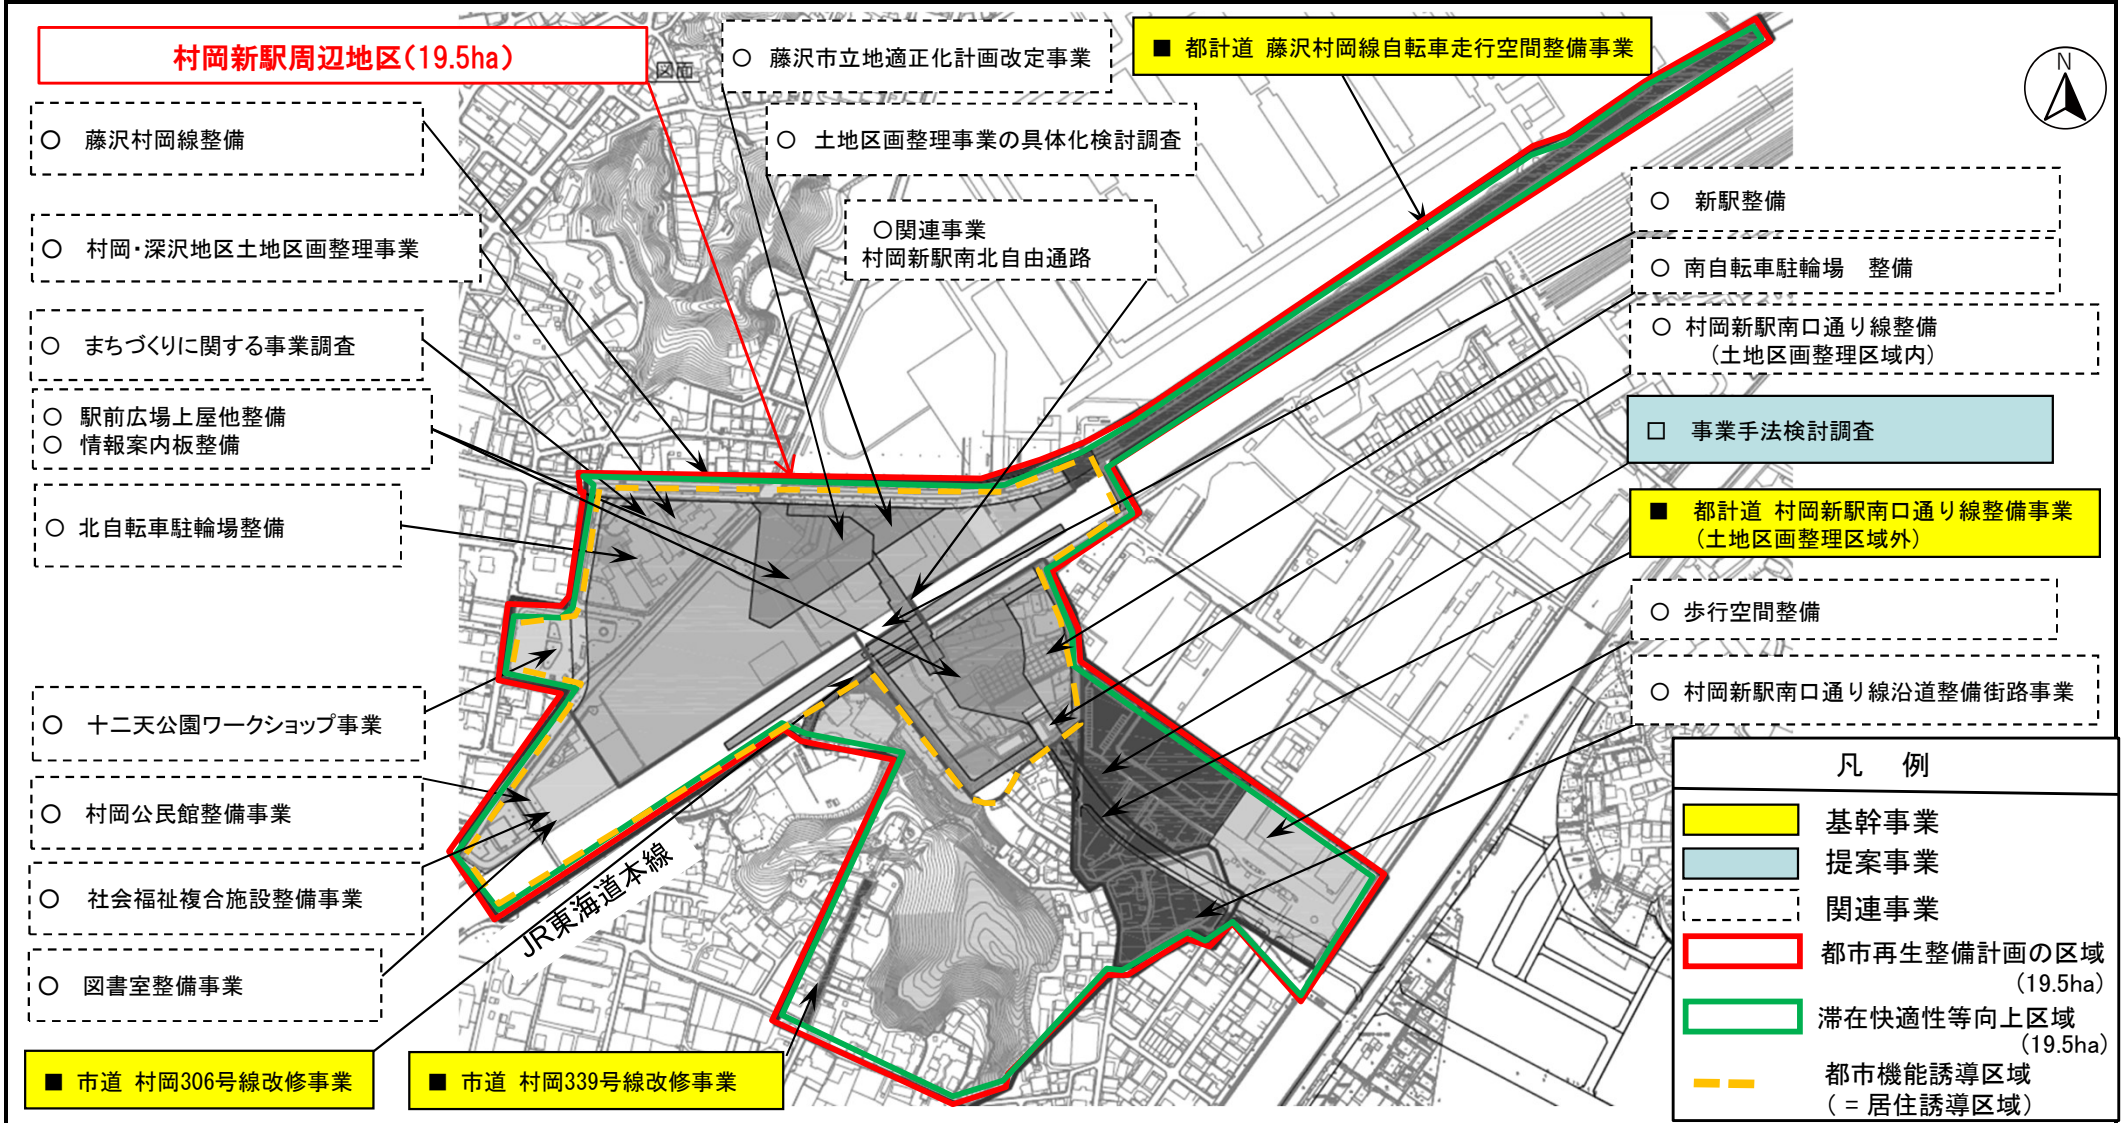 村岡新駅周辺地区(19.5ha)
図面
○ 藤沢市立地適正化計画改定事業
■ 都計道 藤沢村岡線自転車走行空間整備事業
N
○ 藤沢村岡線整備
○ 土地区画整理事業の具体化検討調査
○ 村岡・深沢地区土地区画整理事業
○関連事業
村岡新駅南北自由通路
○ 新駅整備
○ 南自転車駐輪場 整備
○ まちづくりに関する事業調査
○ 村岡新駅南口通り線整備
(土地区画整理区域内)
○ 駅前広場上屋他整備
○ 情報案内板整備
□ 事業手法検討調査
○ 北自転車駐輪場整備
■ 都計道 村岡新駅南口通り線整備事業
(土地区画整理区域外)
○ 歩行空間整備
○ 村岡新駅南口通り線沿道整備街路事業
○ 十二天公園ワークショップ事業
○ 村岡公民館整備事業
○ 社会福祉複合施設整備事業
○ 図書室整備事業
JR東海道本線
■ 市道 村岡306号線改修事業
■ 市道 村岡339号線改修事業
凡 例
基幹事業
提案事業
関連事業
都市再生整備計画の区域
(19.5ha)
滞在快適性等向上区域
(19.5ha)
都市機能誘導区域
(=居住誘導区域)